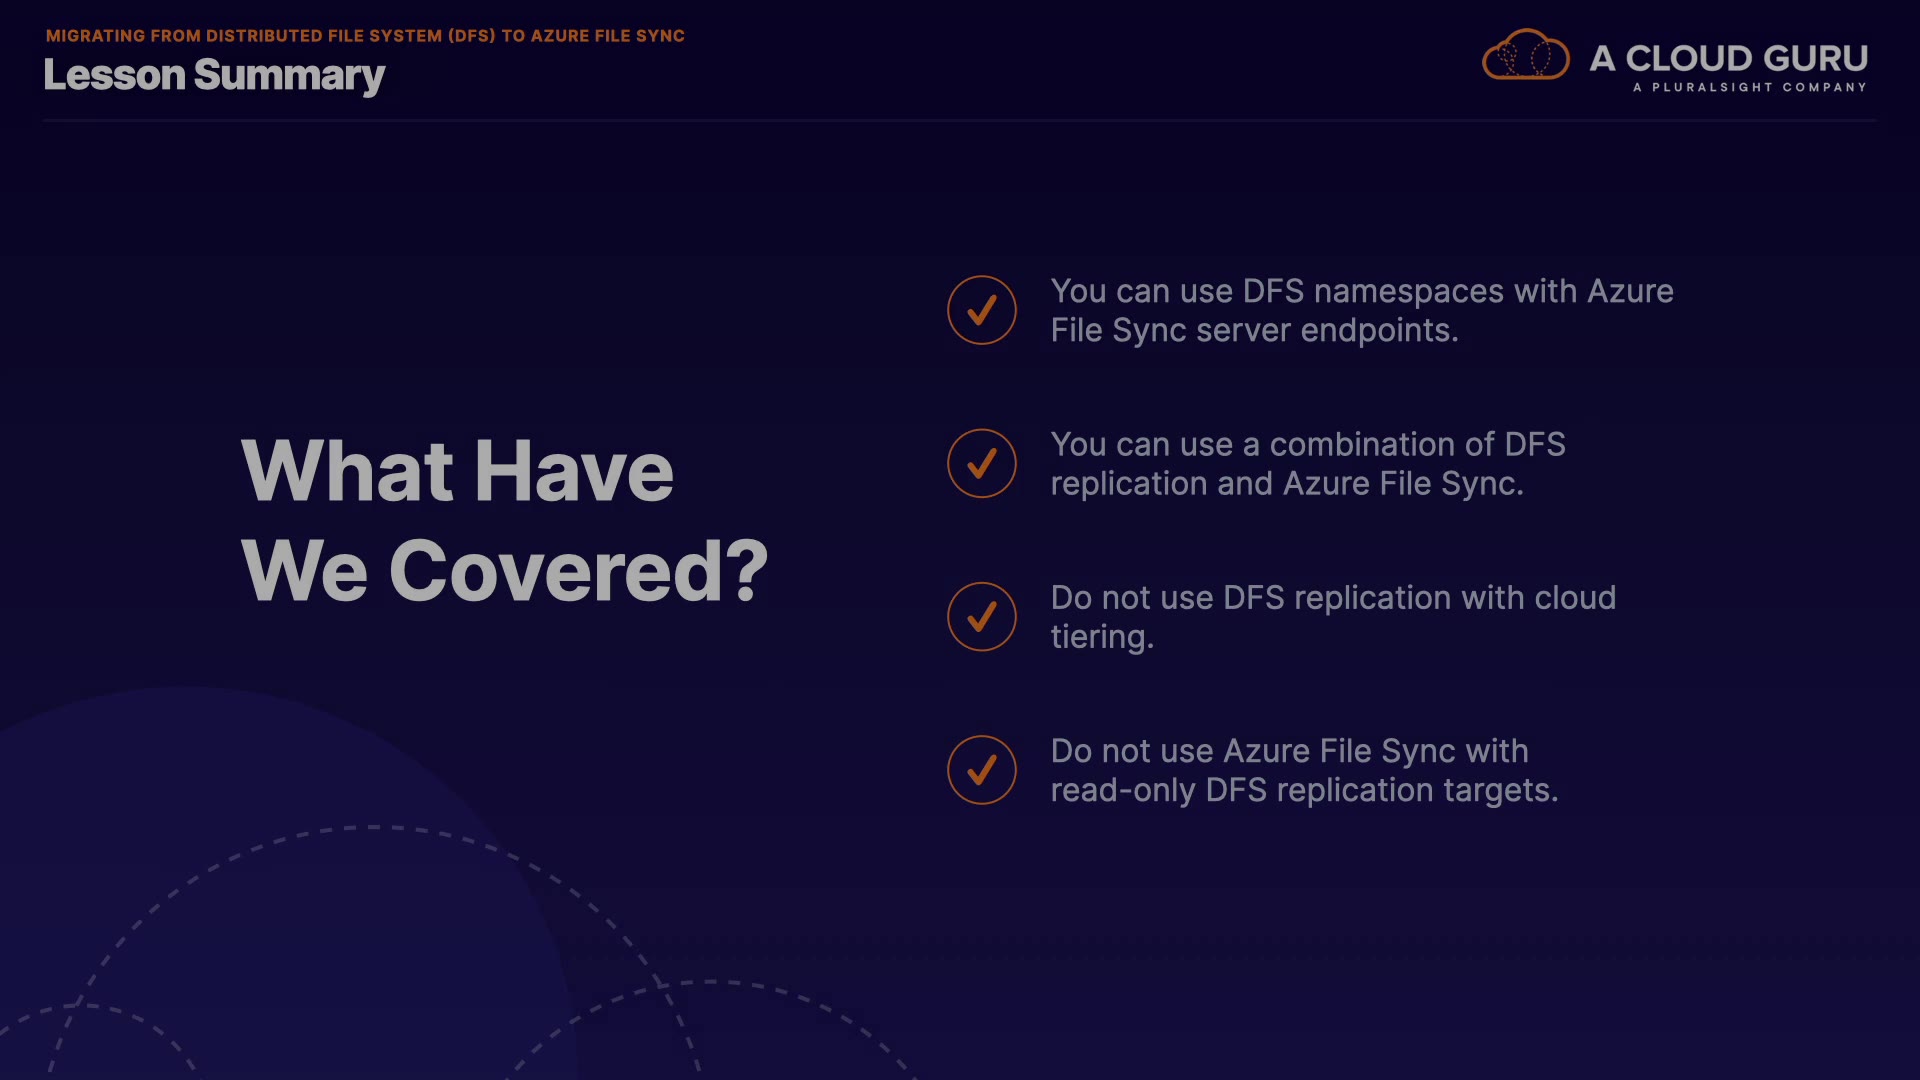 MIGRATING FROM DISTRIBUTED FILE SYSTEM (DFS) TO AZURE FILE SYNC
Lesson Summary
A CLOUD GURU
A PLURALSIGHT COMPANY
What Have
We Covered?
You can use DFS namespaces with Azure
File Sync server endpoints.
You can use a combination of DFS
replication and Azure File Sync.
Do not use DFS replication with cloud
tiering.
Do not use Azure File Sync with
read-only DFS replication targets.